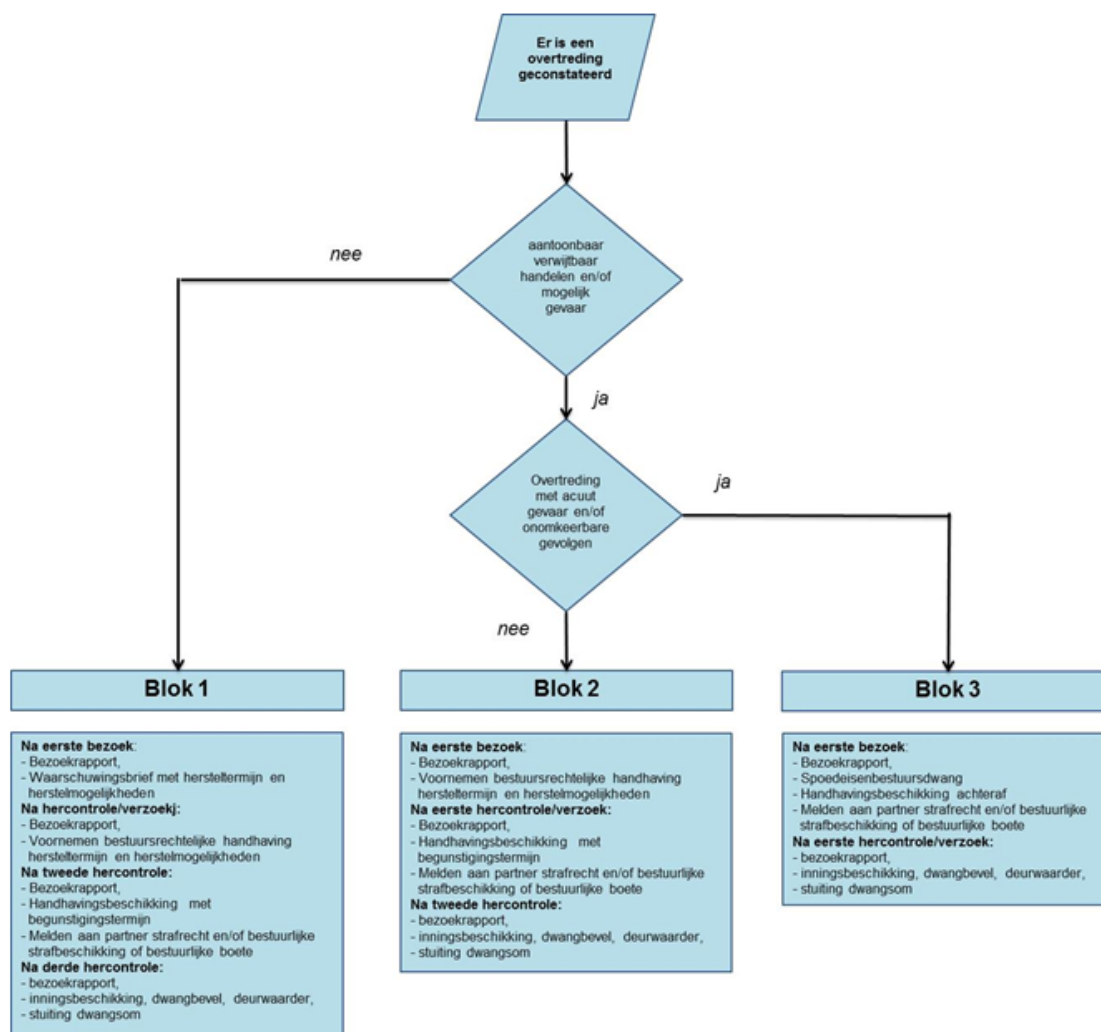 Er is een
overtreding
geconstateerd
aantoonbaar
verwijtbaar
handelen en/of
mogelijk
gevaar
nee
ja
Overtreding
met acuut
gevaar en/of
onomkeerbare
gevolgen
ja
nee
Blok 1
Na eerste bezoek:
- Bezoekrapport,
- Waarschuwingsbrief met hersteltermijn en
herstelmogelijkheden
Na hercontrole/verzoekj:
- Bezoekrapport,
- Voornemen bestuursrechtelijke handhaving
hersteltermijn en herstelmogelijkheden
Na tweede hercontrole:
- Bezoekrapport,
- Handhavingsbeschikking met
begunstigingstermijn
- Melden aan partner strafrecht en/of bestuurlijke
strafbeschikking of bestuurlijke boete
Na derde hercontrole:
- bezoekrapport,
- inningsbeschikking, dwangbevel, deurwaarder,
- stuiting dwangsom
Blok 2
Na eerste bezoek:
- Bezoekrapport,
- Voornemen bestuursrechtelijke handhaving
hersteltermijn en herstelmogelijkheden
Na eerste hercontrole/verzoek:
- Bezoekrapport,
- Handhavingsbeschikking met
begunstigingstermijn
- Melden aan partner strafrecht en/of bestuurlijke
strafbeschikking of bestuurlijke boete
Na tweede hercontrole:
- bezoekrapport,
- inningsbeschikking, dwangbevel, deurwaarder,
- stuiting dwangsom
Blok 3
Na eerste bezoek:
- Bezoekrapport,
- Spoedeisenbestuursdwang
- Handhavingsbeschikking achteraf
- Melden aan partner strafrecht en/of bestuurlijke
strafbeschikking of bestuurlijke boete
Na eerste hercontrole/verzoek:
- bezoekrapport,
- inningsbeschikking, dwangbevel, deurwaarder,
- stuiting dwangsom